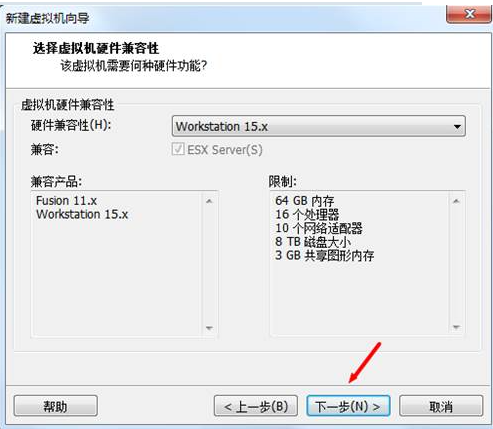 新建虚拟机向导
选择虚拟机硬件兼容性
该虚拟机需要何种硬件功能?
虚拟机硬件兼容性
硬件兼容性(H):
Workstation 15.x
兼容:
ESX Server(S)
兼容产品:
Fusion 11.x
Workstation 15.x
限制:
64 GB 内存
16 个处理器
10 个网络适配器
8 TB 磁盘大小
3 GB 共享图形内存
帮助
< 上一步(B)
下一步(N) >
取消